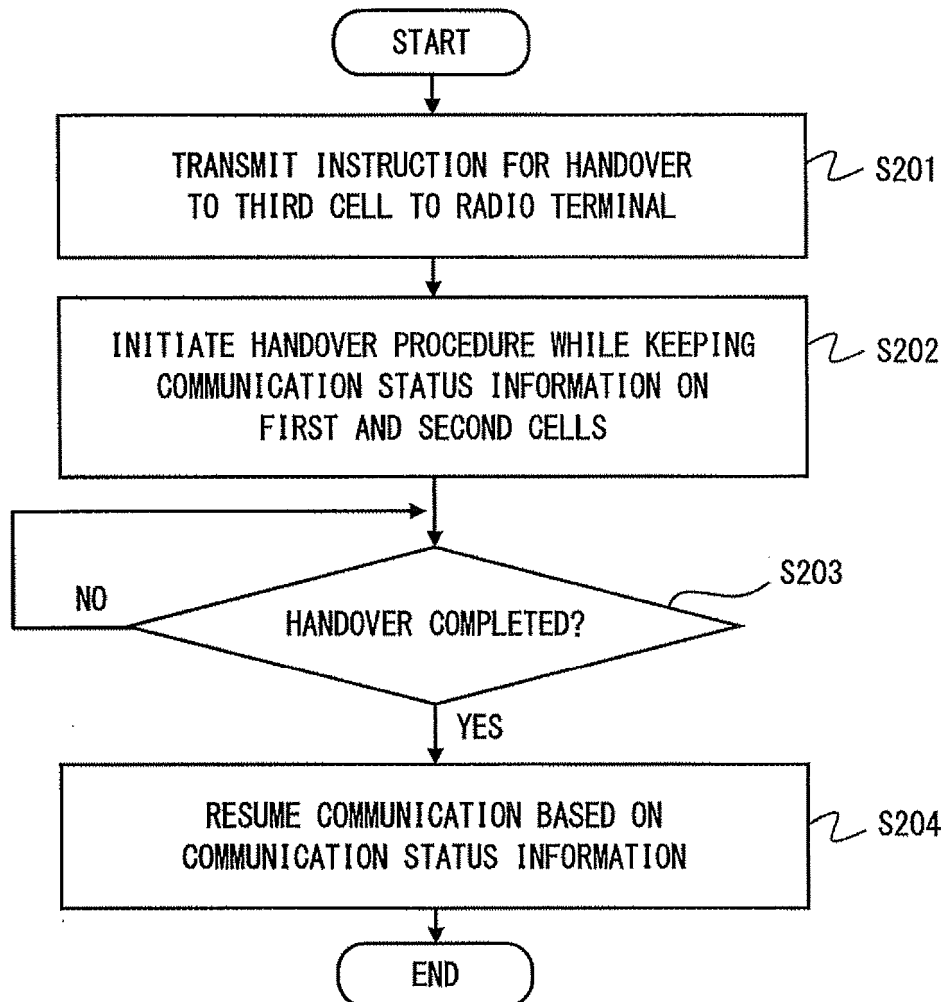 START
TRANSMIT INSTRUCTION FOR HANDOVER
TO THIRD CELL TO RADIO TERMINAL
S201
INITIATE HANDOVER PROCEDURE WHILE KEEPING
COMMUNICATION STATUS INFORMATION ON
FIRST AND SECOND CELLS
S202
HANDOVER COMPLETED?
S203
NO
YES
RESUME COMMUNICATION BASED ON
COMMUNICATION STATUS INFORMATION
S204
END